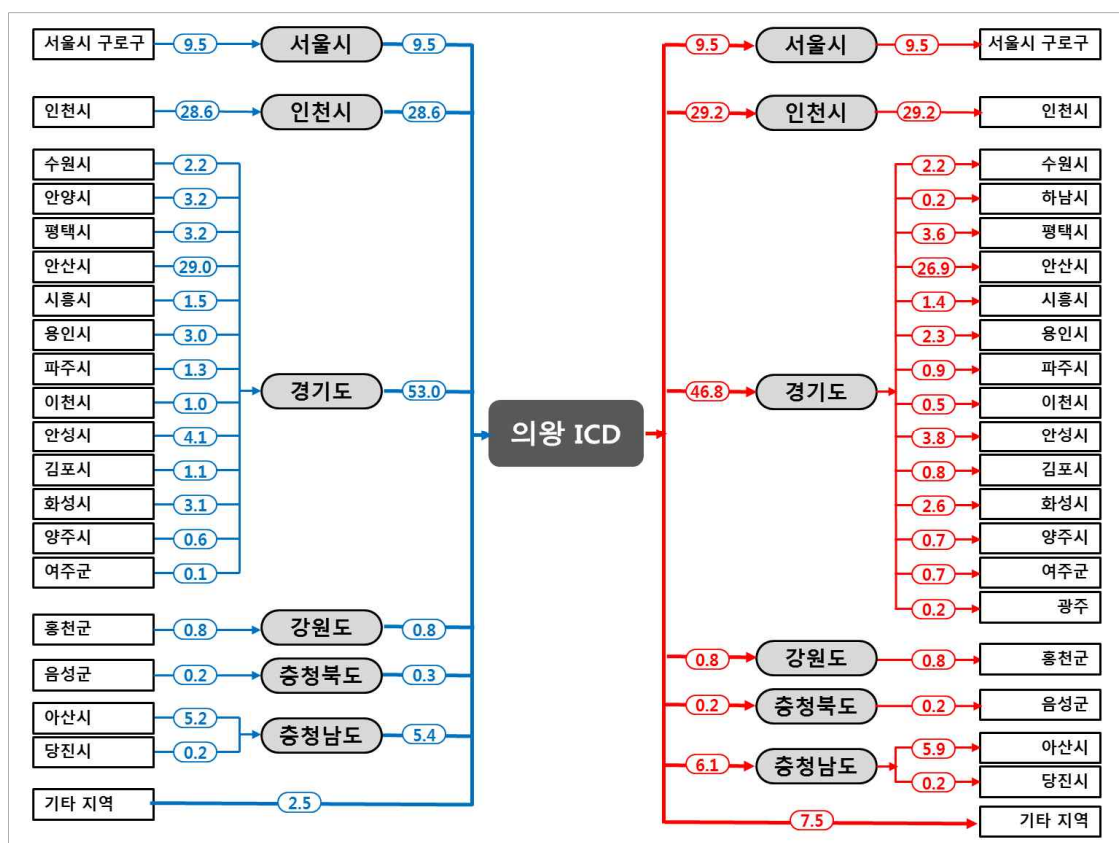 서울시 구로구 9.5 서울시 9.5
인천시 28.6 인천시 28.6
수원시 2.2
안양시 3.2
평택시 3.2
안산시 29.0
시흥시 1.5
용인시 3.0
파주시 1.3
이천시 1.0
안성시 4.1
김포시 1.1
화성시 3.1
양주시 0.6
여주군 0.1
경기도 53.0
홍천군 0.8 강원도 0.8
음성군 0.2 충청북도 0.3
아산시 5.2
당진시 0.2
충청남도 5.4
기타 지역 2.5
의왕 ICD
9.5 서울시 9.5 서울시 구로구
29.2 인천시 29.2 인천시
46.8 경기도
2.2 수원시
0.2 하남시
3.6 평택시
26.9 안산시
1.4 시흥시
2.3 용인시
0.9 파주시
0.5 이천시
3.8 안성시
0.8 김포시
2.6 화성시
0.7 양주시
0.7 여주군
0.2 광주
0.8 강원도 0.8 홍천군
0.2 충청북도 0.2 음성군
6.1 충청남도
5.9 아산시
0.2 당진시
7.5 기타 지역